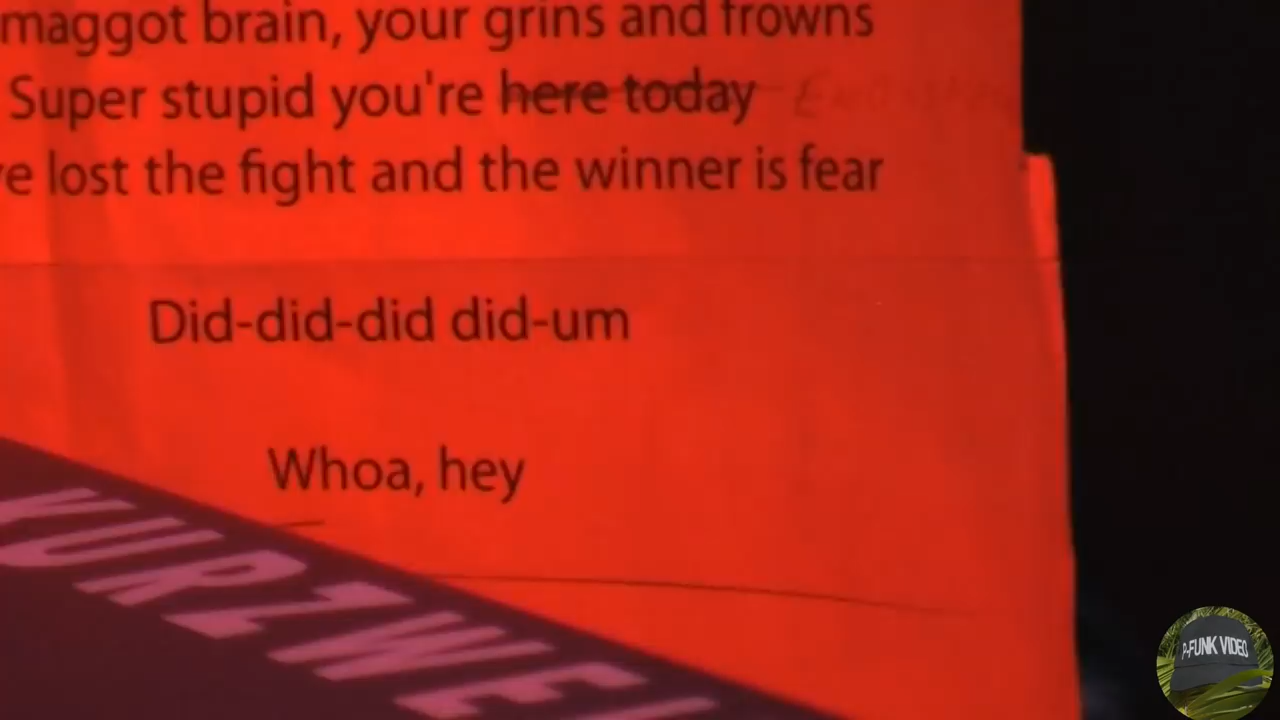 maggot brain, your grins and frowns
Super stupid you're here today
lost the fight and the winner is fear
Did-did-did did-um
Whoa, hey
P-FUNK VIDEO